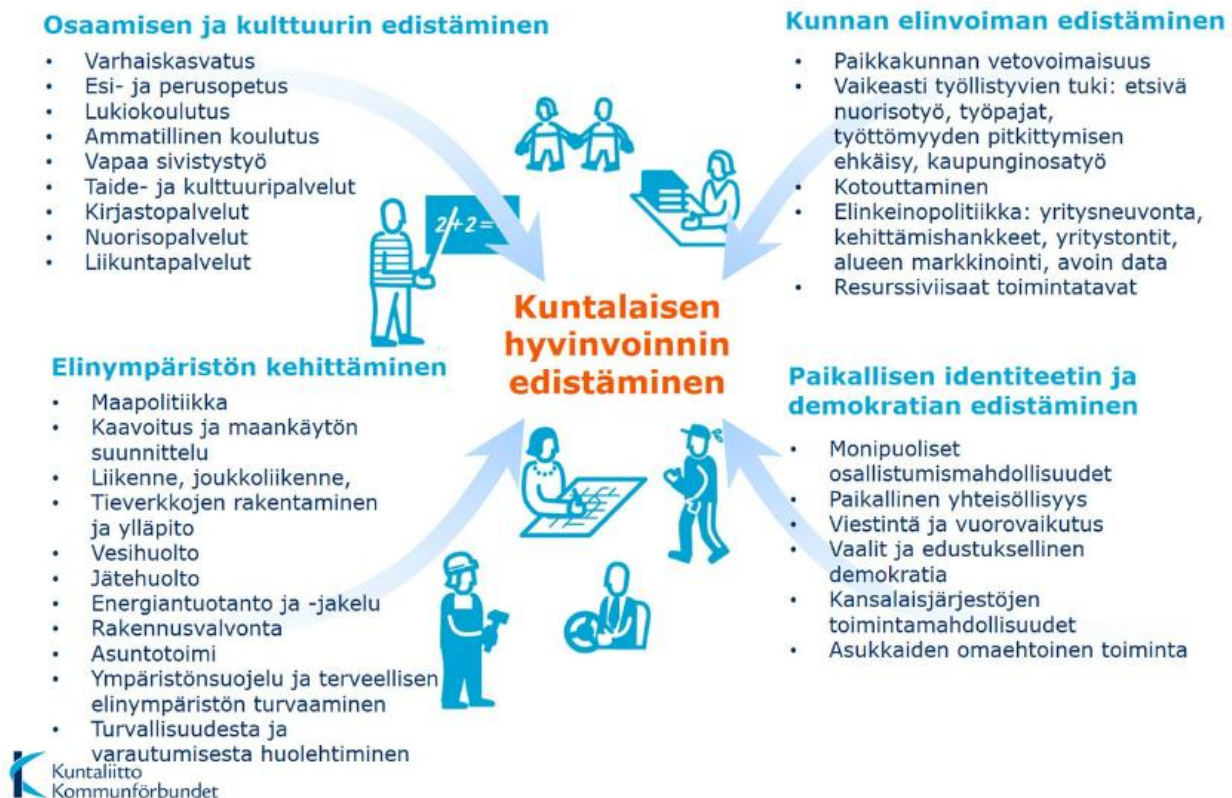 Osaamisen ja kulttuurin edistäminen
• Varhaiskasvatus
• Esi- ja perusopetus
• Lukiokoulutus
• Ammatillinen koulutus
• Vapaa sivistystyö
• Taide- ja kulttuuripalvelut
• Kirjastopalvelut
• Nuorisopalvelut
• Liikuntapalvelut
2+2=
Kunnan elinvoiman edistäminen
• Paikkakunnan vetovoimaisuus
• Vaikeasti työllistyvien tuki: etsivä
nuorisotyö, työpajat,
työttömyyden pitkittymisen
ehkäisy, kaupunginosatyö
• Kotouttaminen
• Elinkeinopolitiikka: yritysneuvonta,
kehittämishankkeet, yritystontit,
alueen markkinointi, avoin data
• Resurssiviisaat toimintatavat
Kuntalaisen
hyvinvoinnin
edistäminen
Elinympäristön kehittäminen
• Maapolitiikka
• Kaavoitus ja maankäytön
suunnittelu
• Liikenne, joukkoliikenne,
• Tieverkkojen rakentaminen
ja ylläpito
• Vesihuolto
• Jätehuolto
• Energiantuotanto ja -jakelu
• Rakennusvalvonta
• Asuntotoimi
• Ympäristönsuojelu ja terveellisen
elinympäristön turvaaminen
• Turvallisuudesta ja
varautumisesta huolehtiminen
Paikallisen identiteetin ja
demokratian edistäminen
• Monipuoliset
osallistumismahdollisuudet
• Paikallinen yhteisöllisyys
• Viestintä ja vuorovaikutus
• Vaalit ja edustuksellinen
demokratia
• Kansalaisjärjestöjen
toimintamahdollisuudet
• Asukkaiden omaehtoinen toiminta
Kuntaliitto
Kommunförbundet